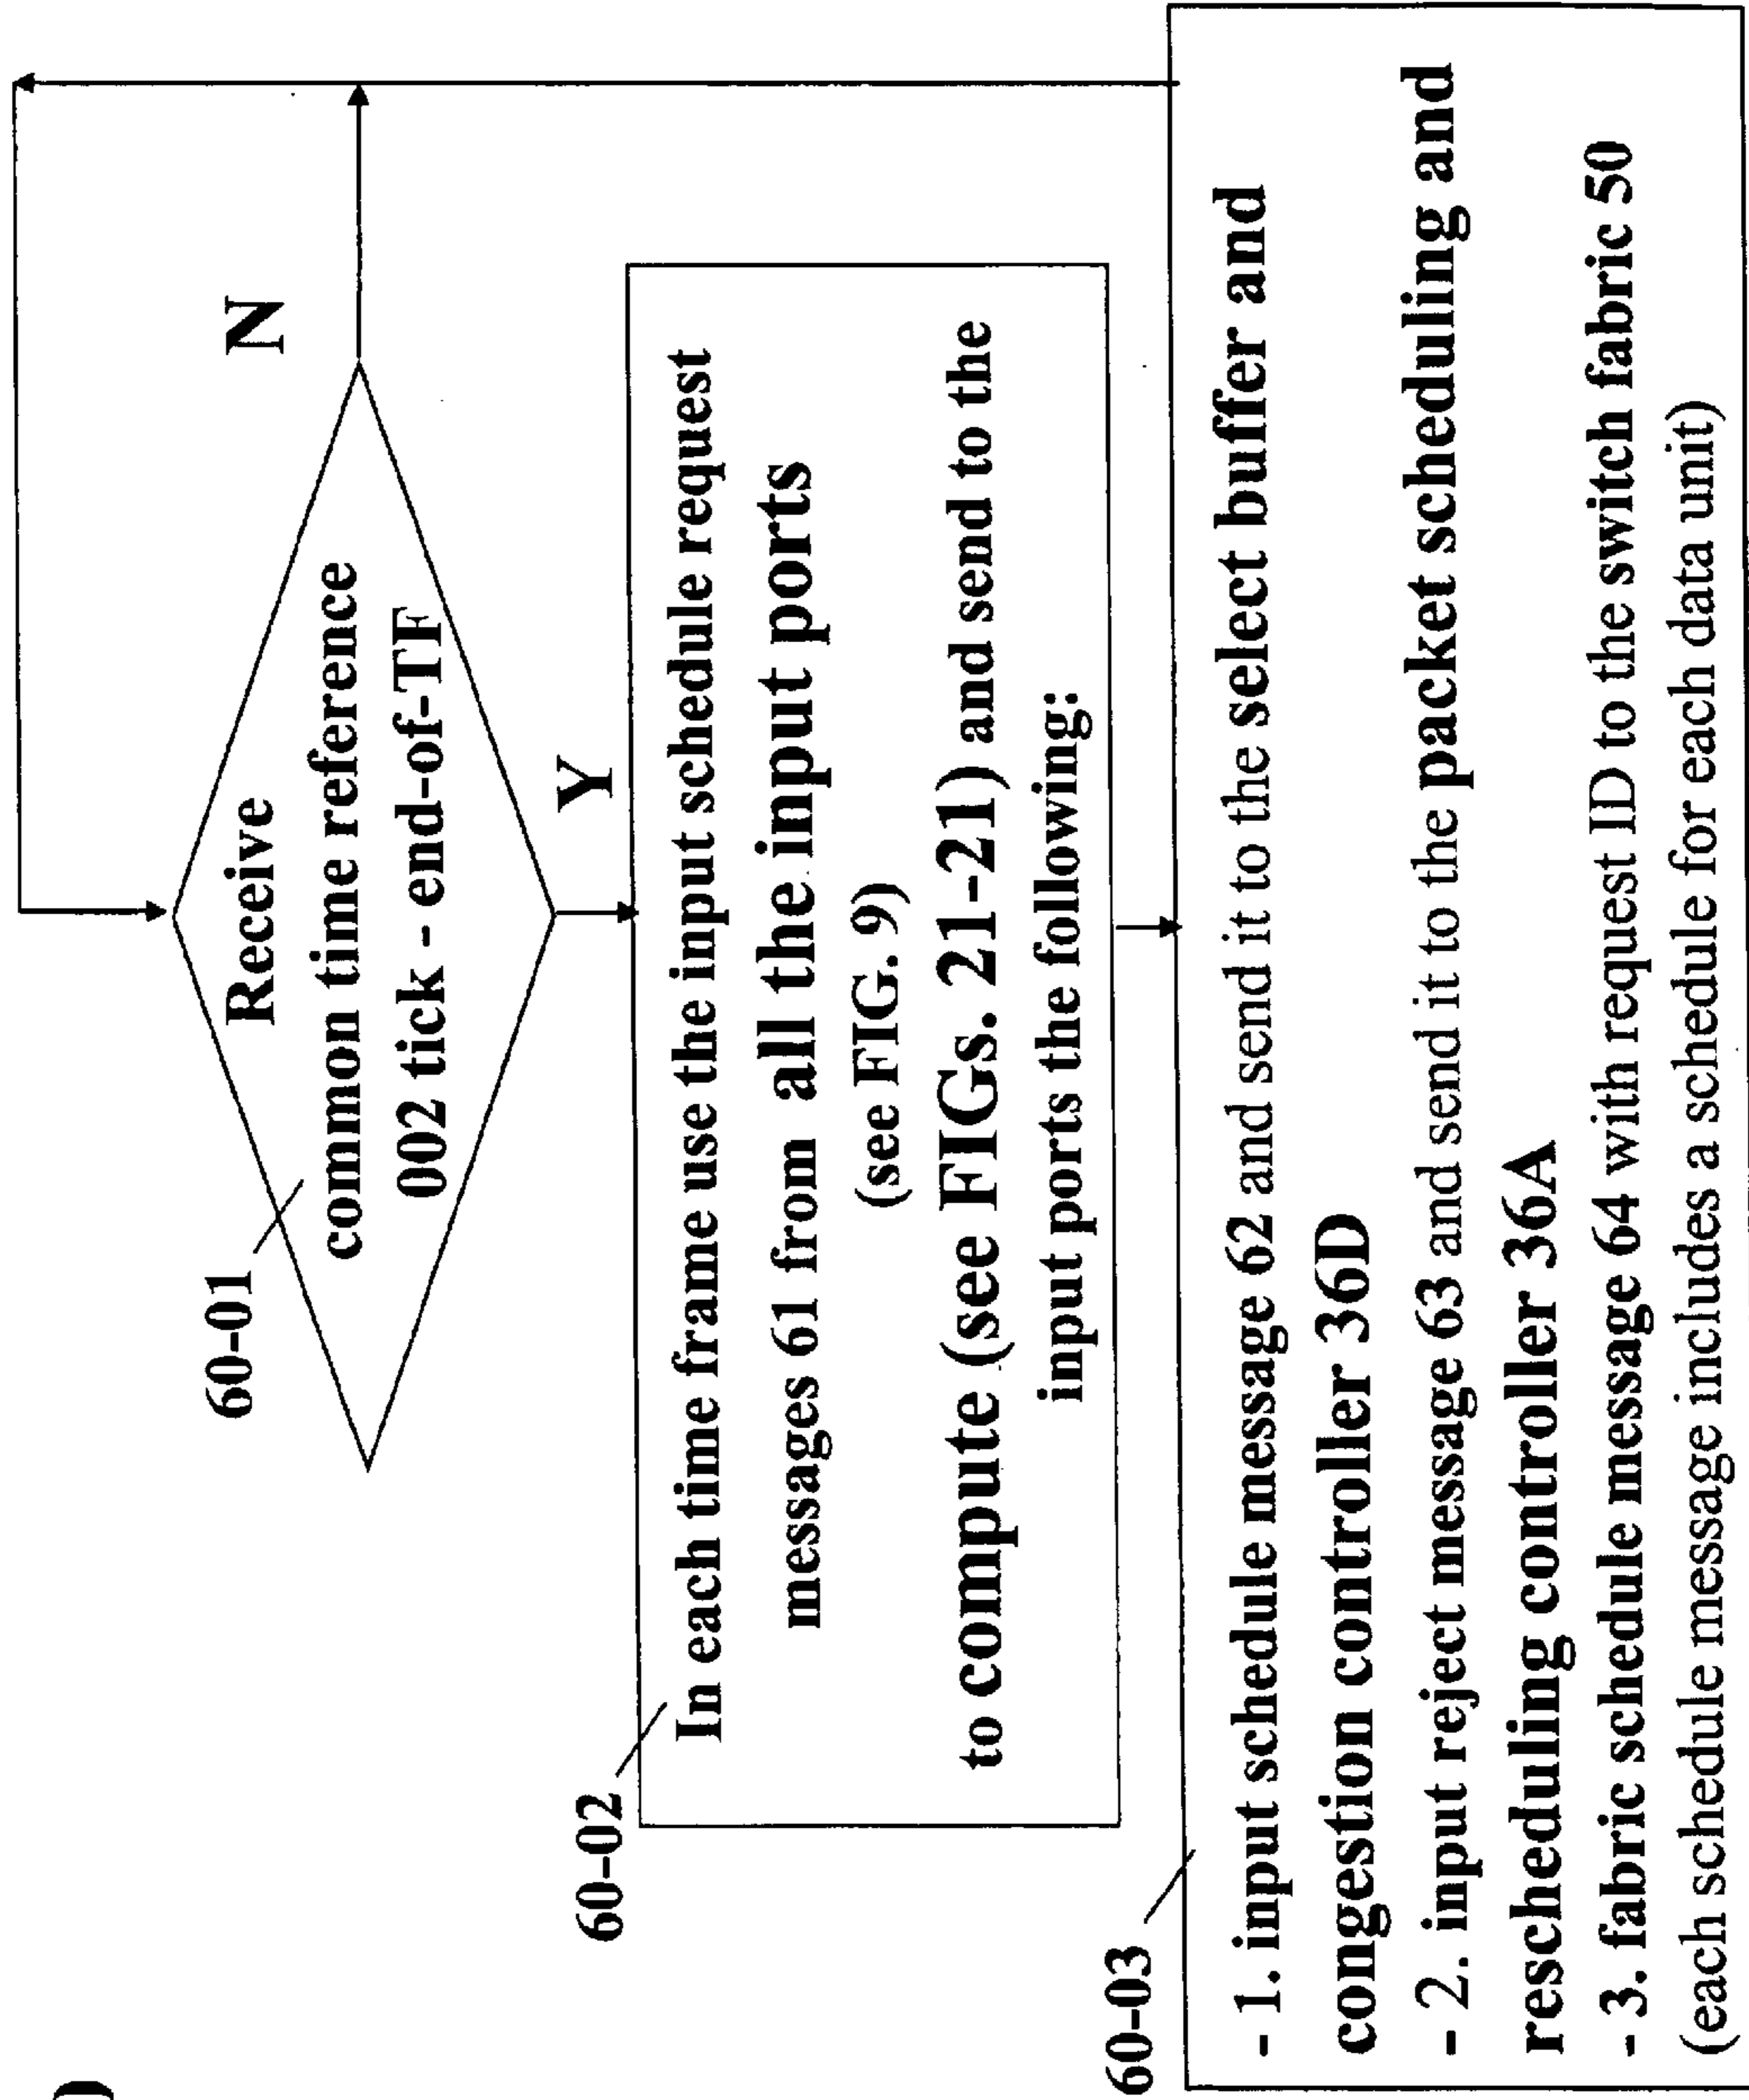 60-01
Receive
common time reference
002 tick - end-of-TF
N
Y
60-02
In each time frame use the input schedule request
messages 61 from all the input ports
(see FIG. 9)
to compute (see FIGs. 21-21) and send to the
input ports the following:
60-03
- 1. input schedule message 62 and send it to the select buffer and
congestion controller 36D
- 2. input reject message 63 and send it to the packet scheduling and
rescheduling controller 36A
- 3. fabric schedule message 64 with request ID to the switch fabric 50
(each schedule message includes a schedule for each data unit)